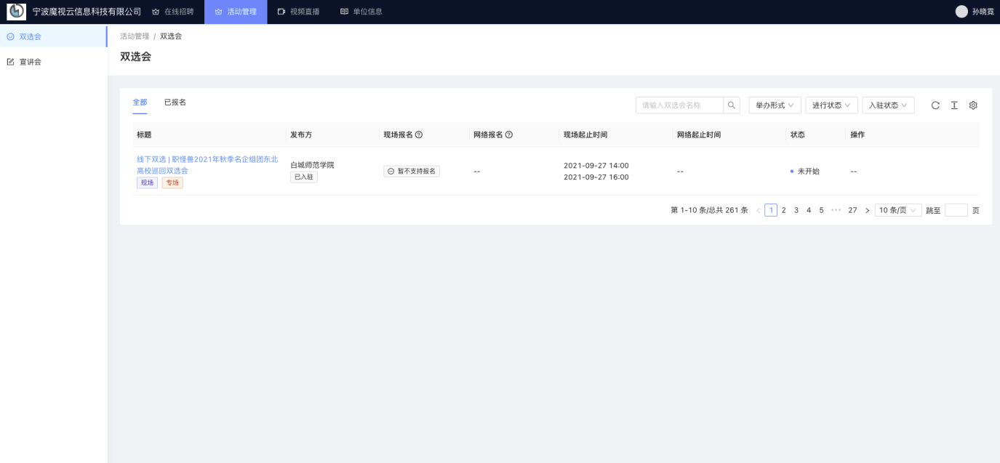 宁波魔视云信息科技有限公司 在线招聘 活动管理 视频直播 单位信息 孙晓霓
双选会
宣讲会
活动管理 / 双选会
双选会
全部 已报名
请输入双选会名称 举办形式 进行状态 入驻状态
标题 发布方 现场报名 网络报名 现场起止时间 网络起止时间 状态 操作
线下双选 | 职怪兽2021年秋季名企组团东北
高校巡回双选会
现场 专场
白城师范学院
已入驻
暂不支持报名
--
2021-09-27 14:00
2021-09-27 16:00
--
未开始
--
第 1-10 条/总共 261 条 < 1 2 3 4 5 ••• 27 > 10 条/页 跳至 页